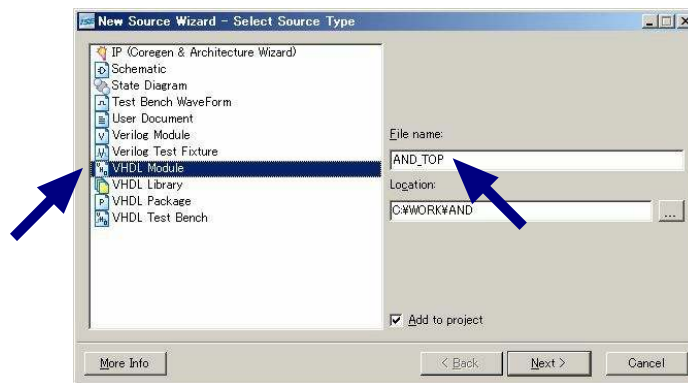 New Source Wizard - Select Source Type
IP (Coregen & Architecture Wizard)
Schematic
State Diagram
Test Bench WaveForm
User Document
Verilog Module
Verilog Test Fixture
VHDL Module
VHDL Library
VHDL Package
VHDL Test Bench
File name:
AND_TOP
Location:
C:¥WORK¥AND
...
Add to project
More Info
< Back
Next >
Cancel